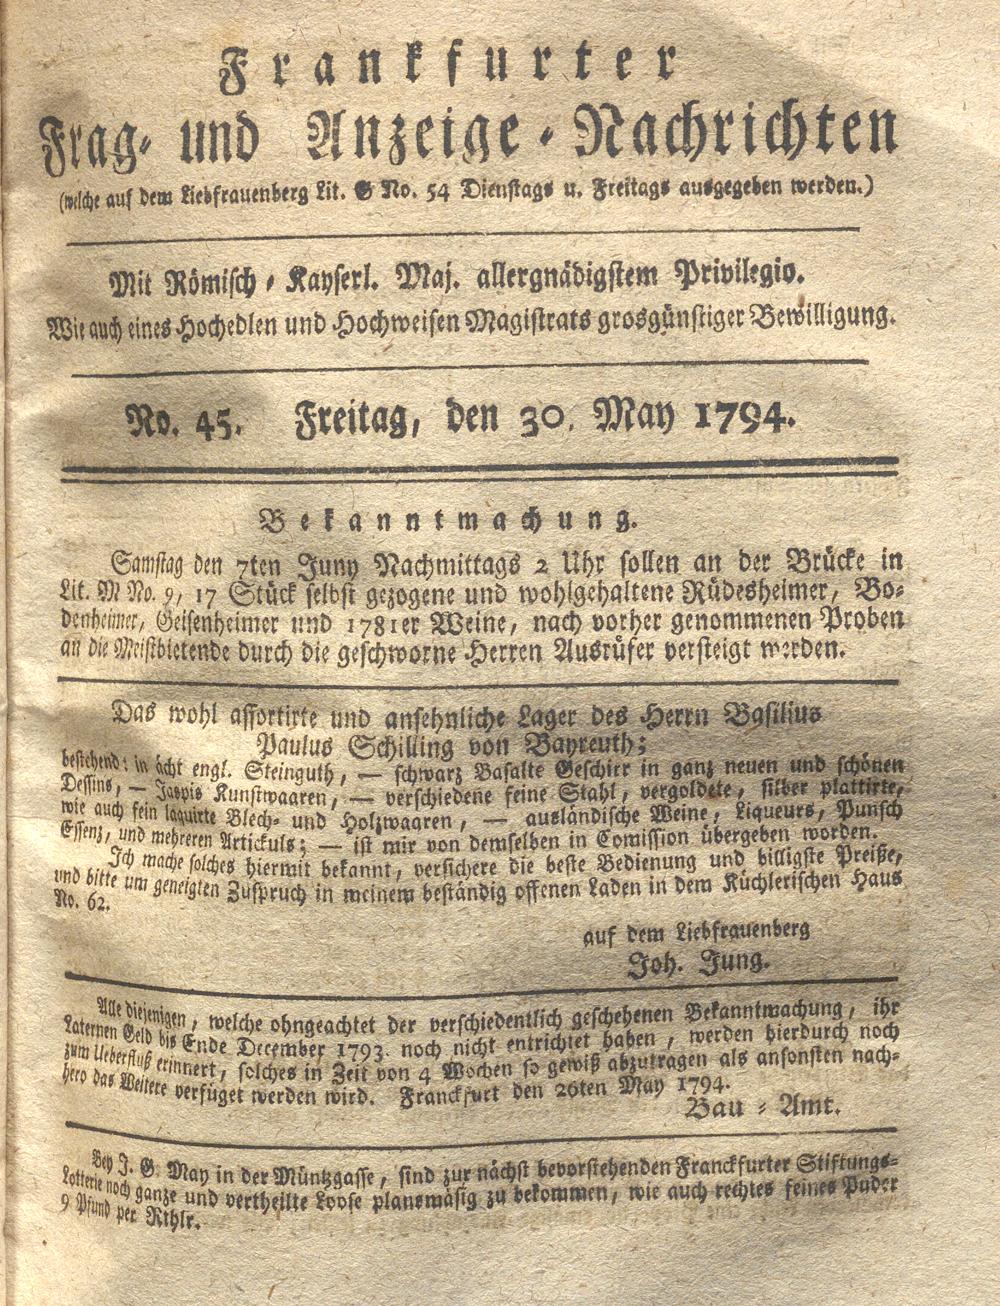 Frankfurter
Frag- und Anzeige-Nachrichten
(welche auf dem Liebfrauenberg Lit. G No. 54 Dienstags u. Freitags ausgegeben werden.)
Mit Römisch-Kayserl. Maj. allergnädigstem Privilegio.
Wie auch eines Hochedlen und Hochweisen Magistrats grosgünstiger Bewilligung.
No. 45. Freitag, den 30. May 1794.
Bekanntmachung.
Samstag den 7ten Juny Nachmittags 2 Uhr sollen an der Brücke in
Lit. M No. 9, 17 Stück selbst gezogene und wohlgehaltene Rüdesheimer, Bo-
denheimer, Geisenheimer und 1781er Weine, nach vorher genommenen Proben
an die Meistbietende durch die geschworne Herren Ausrüfer versteigt werden.
Das wohl assortirte und ansehnliche Lager des Herrn Basilius
Paulus Schilling von Bayreuth;
bestehend: in ächt engl. Steinguth, — schwarz Basalte Geschirr in ganz neuen und schönen
Dessins, — Jaspis Kunstwaaren, — verschiedene feine Stahl, vergoldete, silber plattirte,
wie auch fein laquirte Blech- und Holzwaaren, — ausländische Weine, Liqueurs, Punsch
Essenz, und mehreren Artickuls; — ist mir von demselben in Comission übergeben worden.
Ich mache solches hiermit bekannt, versichere die beste Bedienung und billigste Preiße,
und bitte um geneigten Zuspruch in meinem beständig offenen Laden in dem Küchlerischen Haus
No. 62.
auf dem Liebfrauenberg
Joh. Jung.
Alle diejenigen, welche ohngeachtet der verschiedentlich geschehenen Bekanntmachung, ihr
Laternen Geld bis Ende December 1793. noch nicht entrichtet haben, werden hierdurch noch
zum Ueberfluß erinnert, solches in Zeit von 4 Wochen so gewiß abzutragen als ansonsten nach-
hero das Weitere verfüget werden wird. Franckfurt den 26ten May 1794.
Bau-Amt.
Bey J. G. May in der Müntzgasse, sind zur nächst bevorstehenden Franckfurter Stiftungs-
Lotterie noch ganze und vertheilte Loose planemäsig zu bekommen, wie auch rechtes feines Puder
9 Pfund per Rthlr.